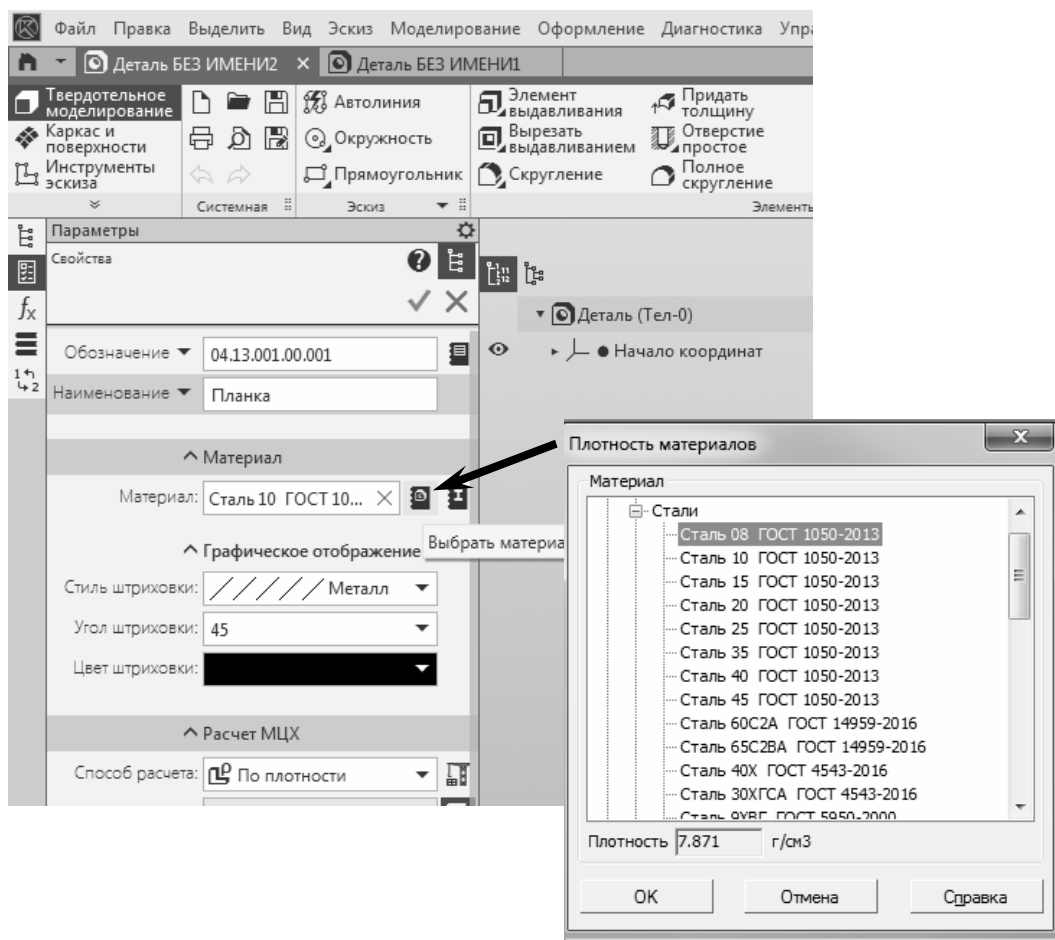 Файл Правка Выделить Вид Эскиз Моделирование Оформление Диагностика
Деталь БЕЗ ИМЕНИ2 Деталь БЕЗ ИМЕНИ1
Твердотельное
моделирование
Каркас и
поверхности
Инструменты
эскиза
Системная
Автолиния
Окружность
Прямоугольник
Эскиз
Элемент
выдавливания
Вырезать
выдавливанием
Скругление
Придать
толщину
Отверстие
простое
Полное
скругление
Элементы
Параметры
Свойства
Обозначение 04.13.001.00.001
Наименование Планка
Материал
Материал: Сталь 10 ГОСТ 10...
Выбрать материа
Графическое отображение
Стиль штриховки: Металл
Угол штриховки: 45
Цвет штриховки:
Расчет МЦХ
Способ расчета: По плотности
Деталь (Тел-0)
Начало координат
Плотность материалов
Материал
Стали
Сталь 08 ГОСТ 1050-2013
Сталь 10 ГОСТ 1050-2013
Сталь 15 ГОСТ 1050-2013
Сталь 20 ГОСТ 1050-2013
Сталь 25 ГОСТ 1050-2013
Сталь 35 ГОСТ 1050-2013
Сталь 40 ГОСТ 1050-2013
Сталь 45 ГОСТ 1050-2013
Сталь 60С2А ГОСТ 14959-2016
Сталь 65С2ВА ГОСТ 14959-2016
Сталь 40Х ГОСТ 4543-2016
Сталь 30ХГСА ГОСТ 4543-2016
Сталь 9ХВГ ГОСТ 5950-2000
Плотность 7.871 г/см3
ОК Отмена Справка